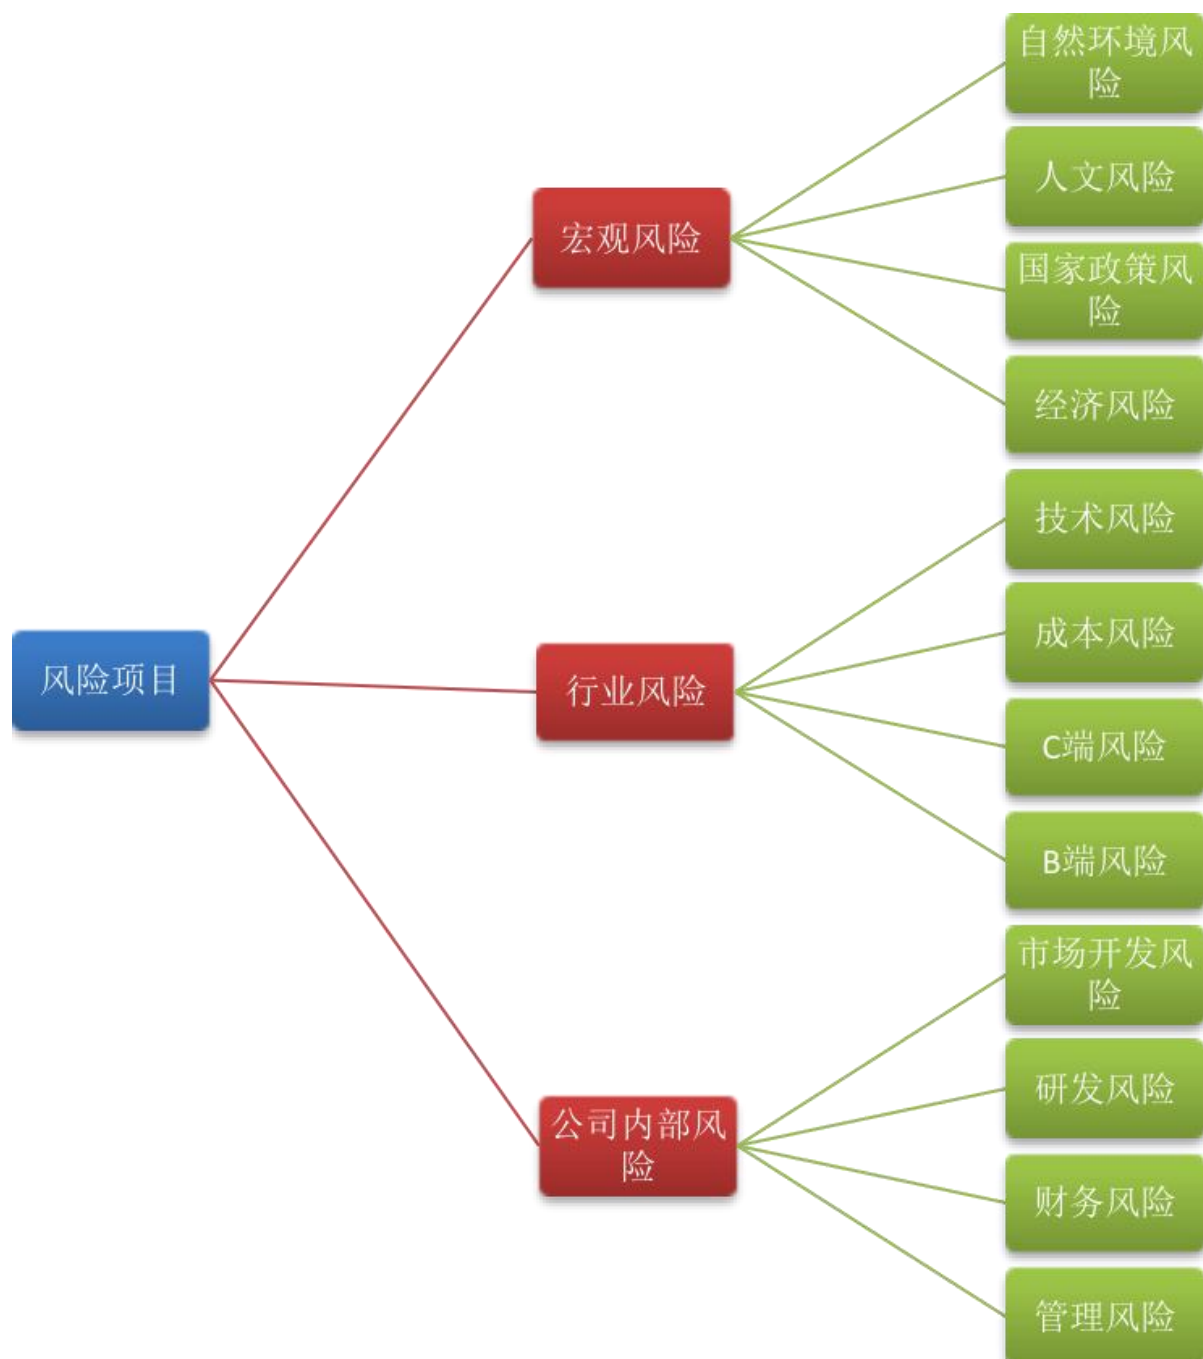 自然环境风
险
人文风险
宏观风险
国家政策风
险
经济风险
技术风险
成本风险
风险项目
行业风险
C端风险
B端风险
市场开发风
险
研发风险
公司内部风
险
财务风险
管理风险